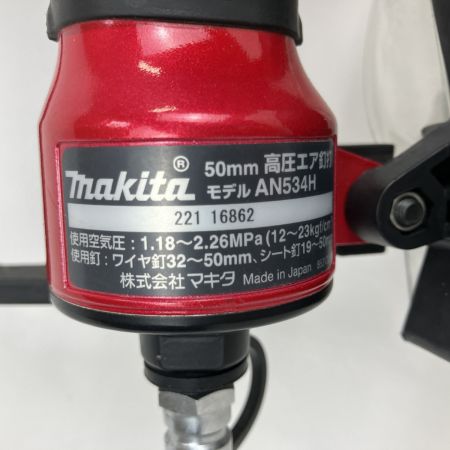 makita® 50mm 高圧エア釘打
モデル AN534H
221 16862
使用空気圧：1.18～2.26MPa(12～23kgf/cm
使用釘：ワイヤ釘32～50mm、シート釘19～50mm
株式会社 マキタ Made in Japan